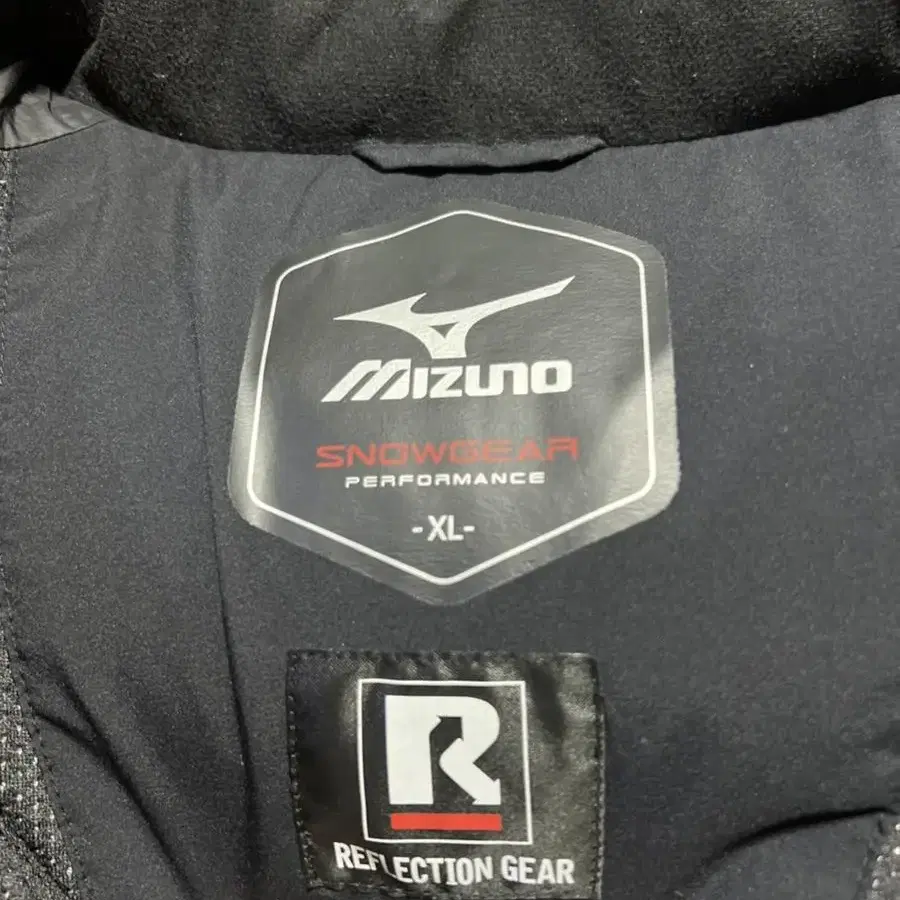 MIZUNO
SNOWGEAR
PERFORMANCE
-XL-
R
REFLECTION GEAR